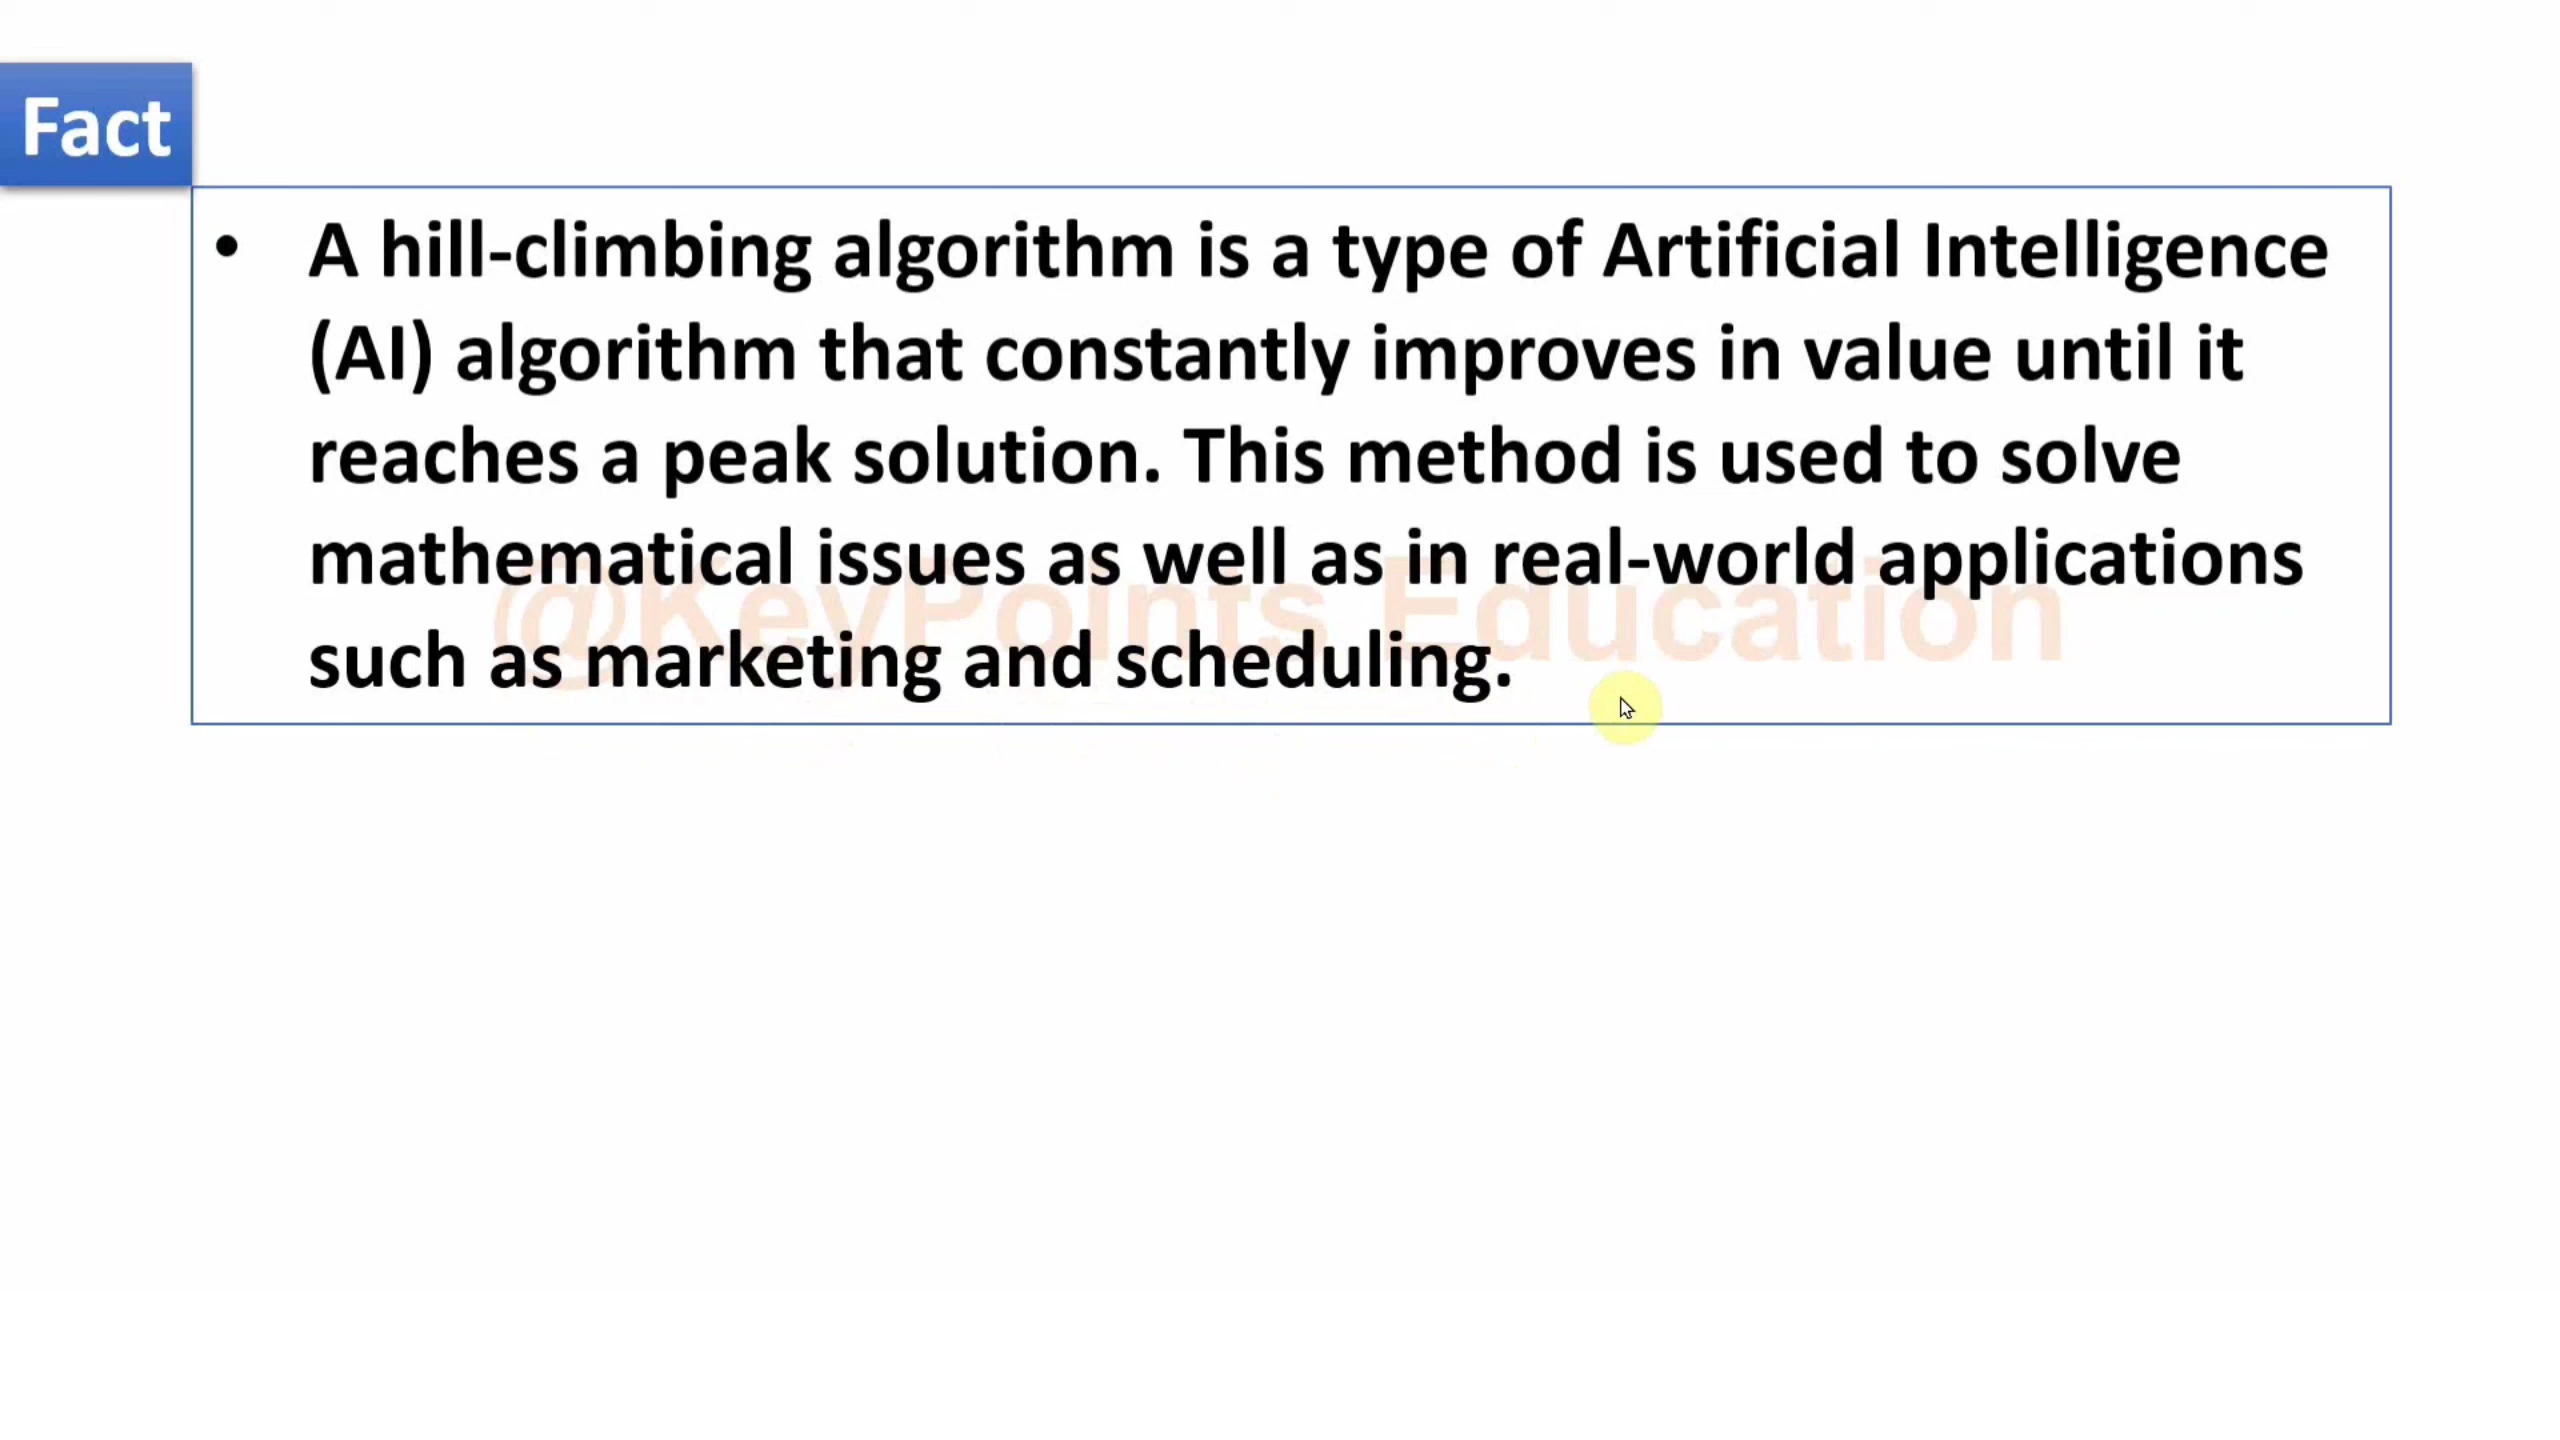 Fact
• A hill-climbing algorithm is a type of Artificial Intelligence
(AI) algorithm that constantly improves in value until it
reaches a peak solution. This method is used to solve
mathematical issues as well as in real-world applications
@KeyPoints Education
such as marketing and scheduling.